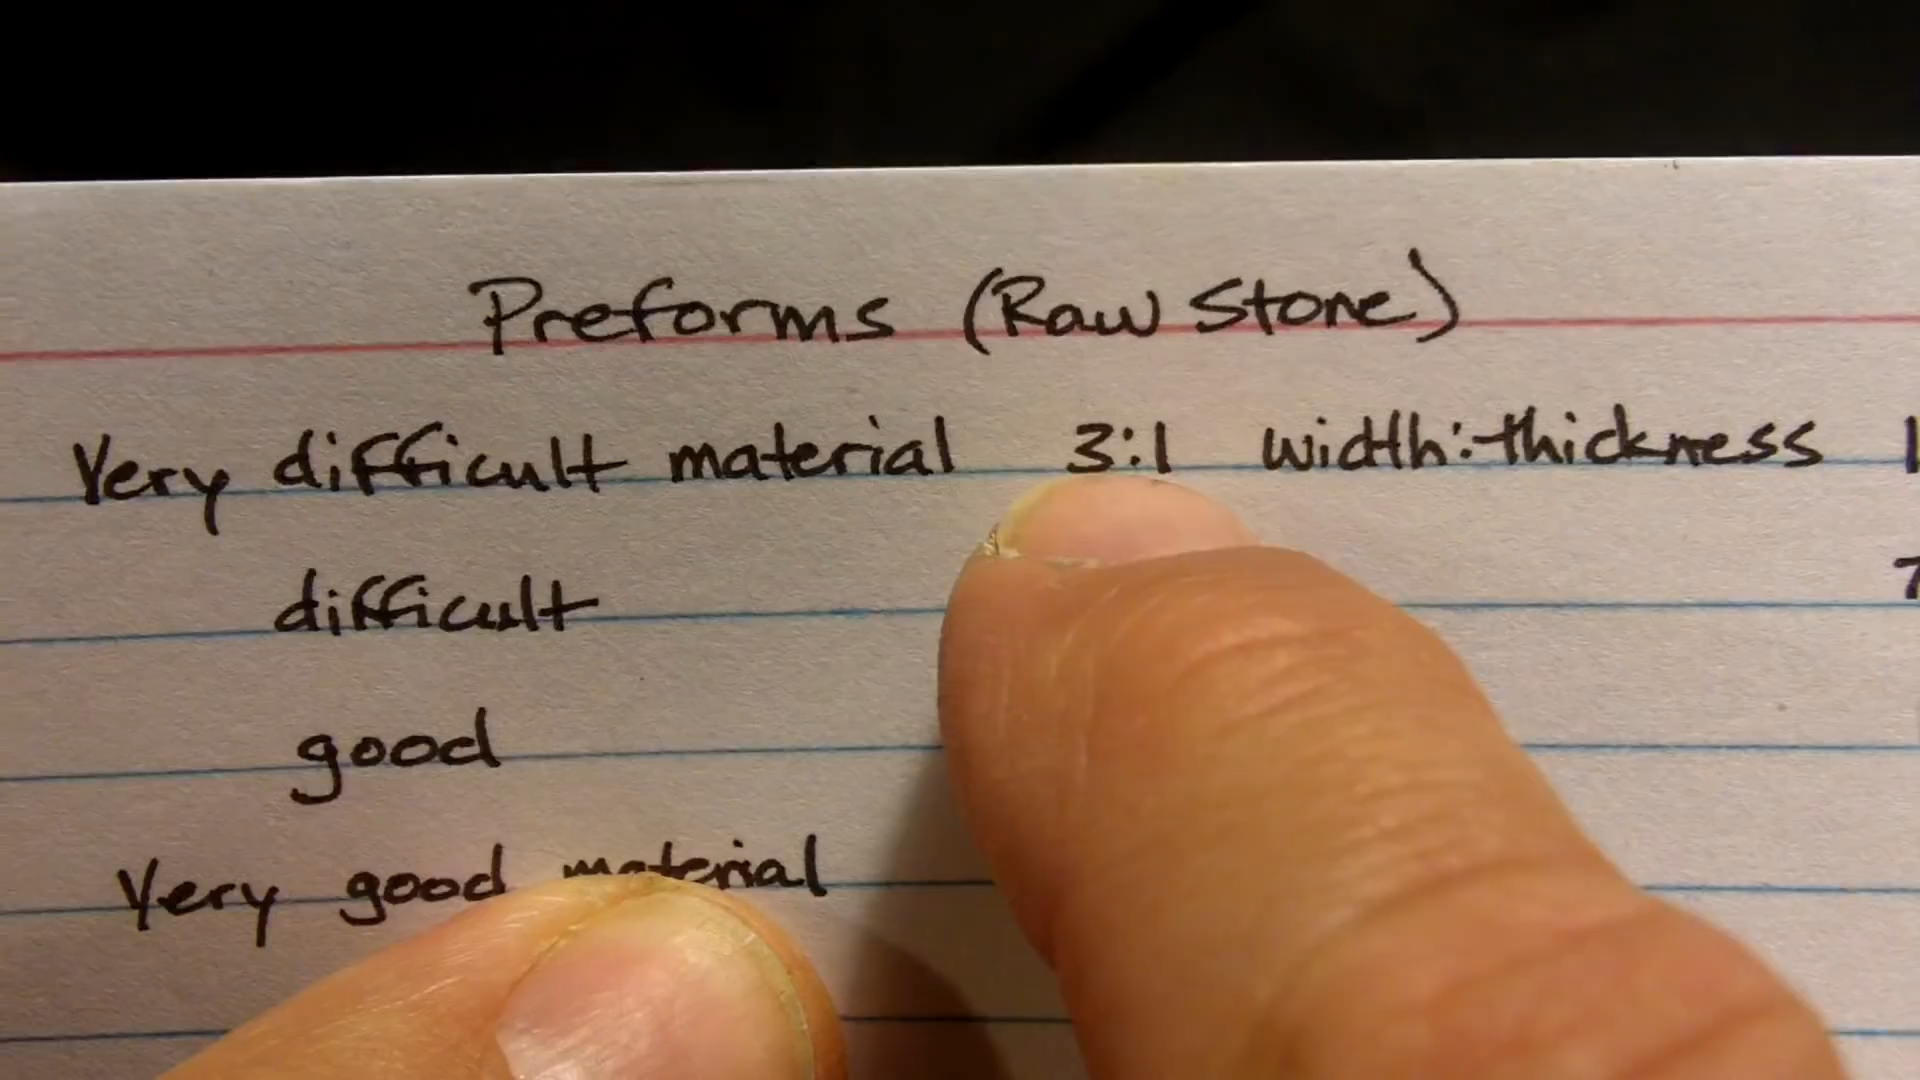 Preforms (Raw Stone)
Very difficult material 3:1 width:thickness
difficult
good
Very good material